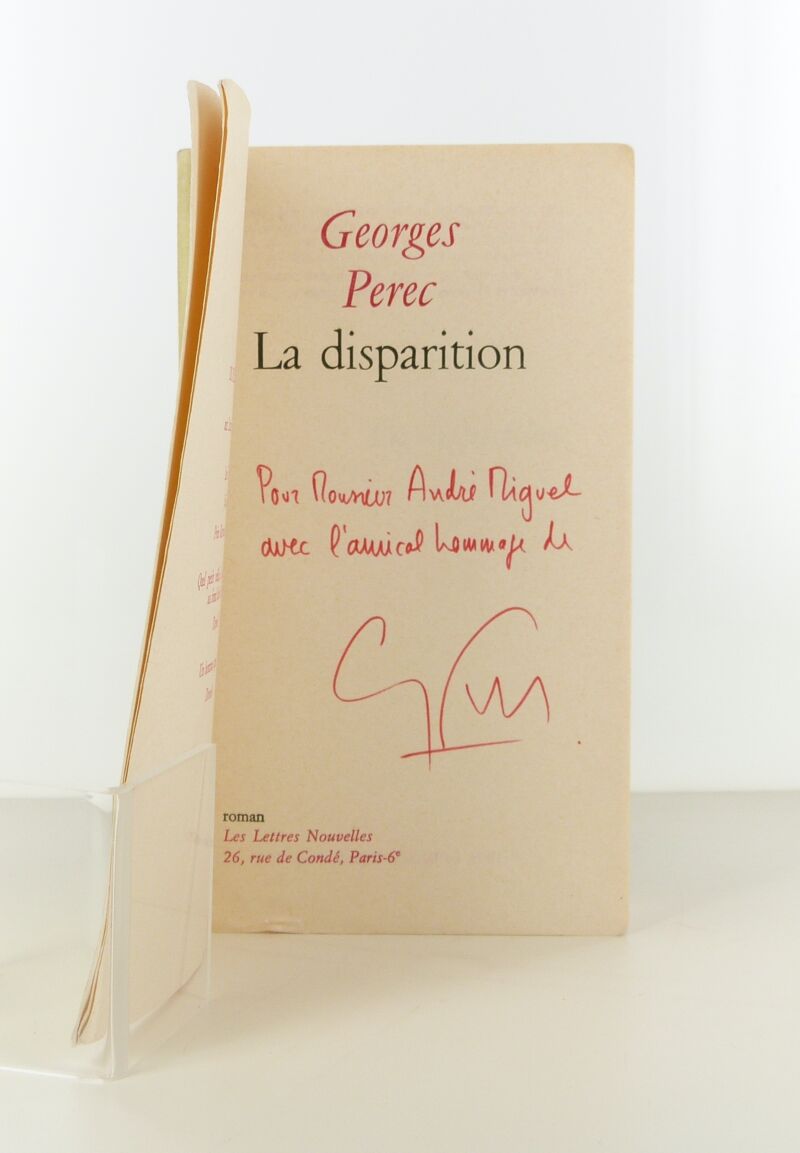 Georges
Perec
La disparition
Pour Monsieur André Miguel
avec l'amical hommage de
roman
Les Lettres Nouvelles
26, rue de Condé, Paris-6e